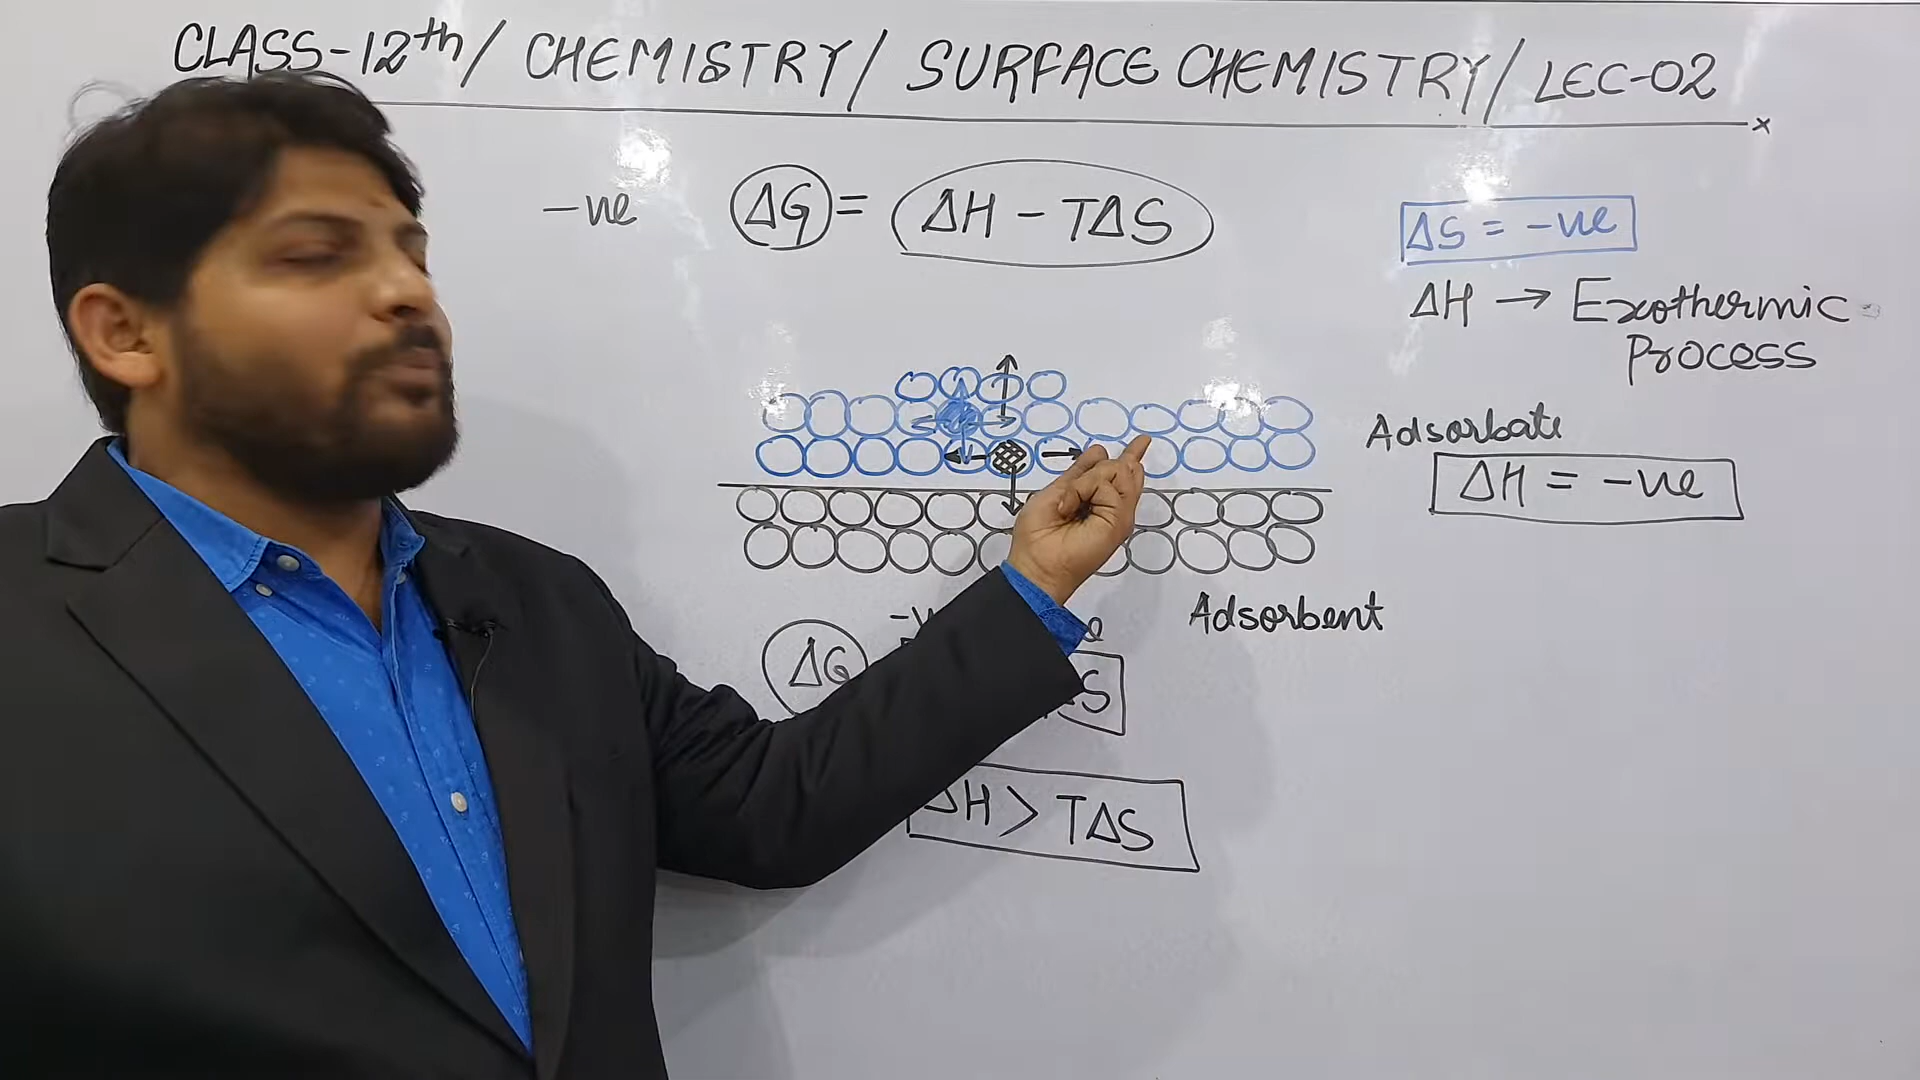 CLASS-12th/ CHEMISTRY/ SURFACE CHEMISTRY/ LEC-02
-ve ΔG = ΔH - TΔS
ΔS = -ve
ΔH → Exothermic
Process
Adsorbate
ΔH = -ve
Adsorbent
ΔG
ΔH > TΔS